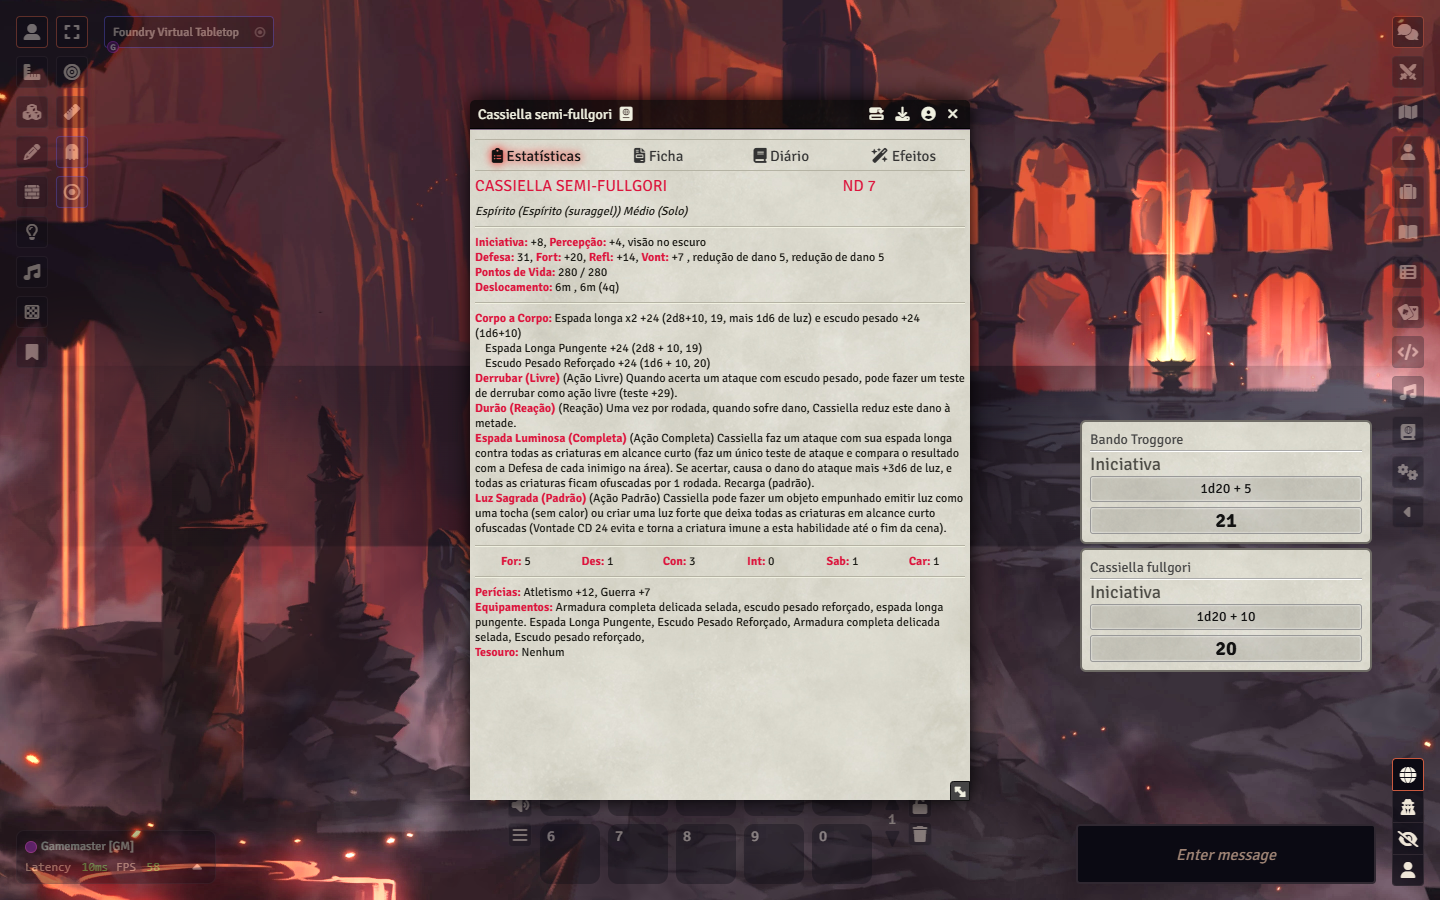 Foundry Virtual Tabletop
G
Cassiella semi-fullgori
Estatísticas
Ficha
Diário
Efeitos
CASSIELLA SEMI-FULLGORI
ND 7
Espírito (Espírito (suraggel)) Médio (Solo)
Iniciativa: +8, Percepção: +4, visão no escuro
Defesa: 31, Fort: +20, Refl: +14, Vont: +7 , redução de dano 5, redução de dano 5
Pontos de Vida: 280 / 280
Deslocamento: 6m , 6m (4q)
Corpo a Corpo: Espada longa x2 +24 (2d8+10, 19, mais 1d6 de luz) e escudo pesado +24
(1d6+10)
Espada Longa Pungente +24 (2d8 + 10, 19)
Escudo Pesado Reforçado +24 (1d6 + 10, 20)
Derrubar (Livre) (Ação Livre) Quando acerta um ataque com escudo pesado, pode fazer um teste
de derrubar como ação livre (teste +29).
Durão (Reação) (Reação) Uma vez por rodada, quando sofre dano, Cassiella reduz este dano à
metade.
Espada Luminosa (Completa) (Ação Completa) Cassiella faz um ataque com sua espada longa
contra todas as criaturas em alcance curto (faz um único teste de ataque e compara o resultado
com a Defesa de cada inimigo na área). Se acertar, causa o dano do ataque mais +3d6 de luz, e
todas as criaturas ficam ofuscadas por 1 rodada. Recarga (padrão).
Luz Sagrada (Padrão) (Ação Padrão) Cassiella pode fazer um objeto empunhado emitir luz como
uma tocha (sem calor) ou criar uma luz forte que deixa todas as criaturas em alcance curto
ofuscadas (Vontade CD 24 evita e torna a criatura imune a esta habilidade até o fim da cena).
For: 5
Des: 1
Con: 3
Int: 0
Sab: 1
Car: 1
Perícias: Atletismo +12, Guerra +7
Equipamentos: Armadura completa delicada selada, escudo pesado reforçado, espada longa
pungente. Espada Longa Pungente, Escudo Pesado Reforçado, Armadura completa delicada
selada, Escudo pesado reforçado,
Tesouro: Nenhum
Bando Troggore
Iniciativa
1d20 + 5
21
Cassiella fullgori
Iniciativa
1d20 + 10
20
Enter message
1
6
7
8
9
0
Gamemaster [GM]
Latency 10ms FPS 58